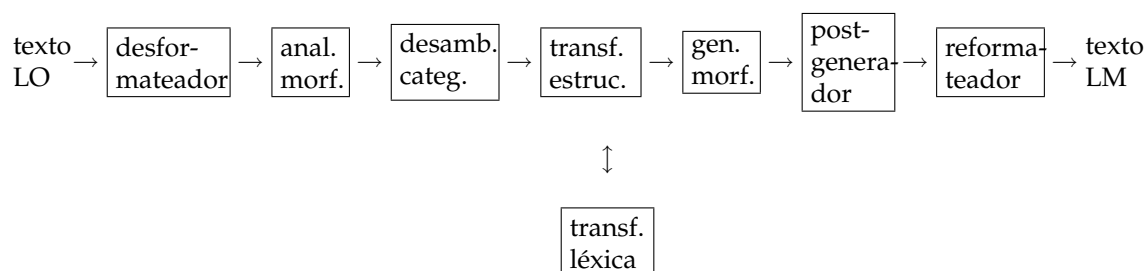 texto
LO
→
desfor-
mateador
→
anal.
morf.
→
desamb.
categ.
→
transf.
estruc.
→
gen.
morf.
→
post-
genera-
dor
→
reforma-
teador
→
texto
LM
↕
transf.
léxica